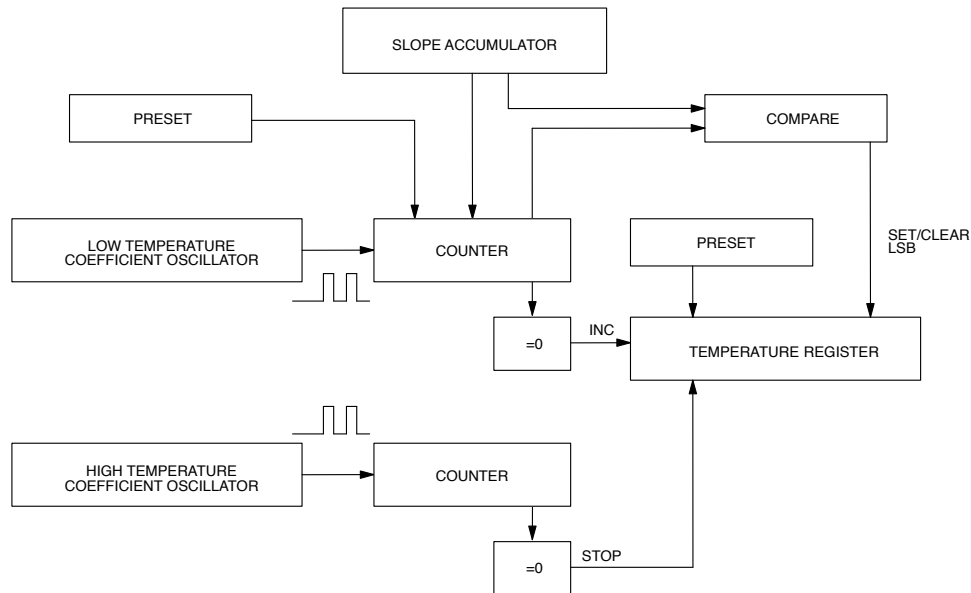 SLOPE ACCUMULATOR
PRESET
COMPARE
LOW TEMPERATURE
COEFFICIENT OSCILLATOR
COUNTER
PRESET
SET/CLEAR
LSB
=0
INC
TEMPERATURE REGISTER
HIGH TEMPERATURE
COEFFICIENT OSCILLATOR
COUNTER
=0
STOP